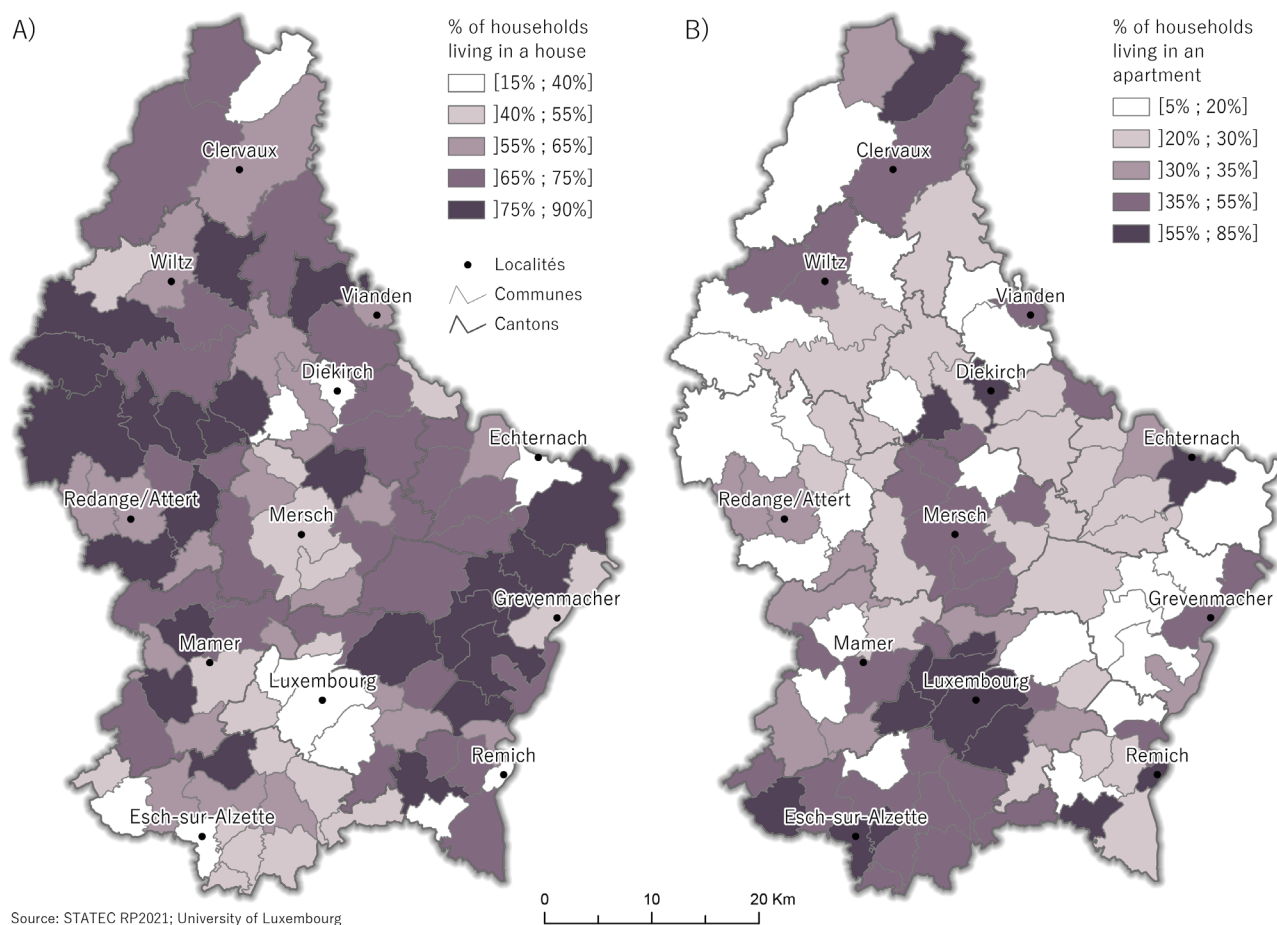 A)
% of households
living in a house
[15% ; 40%]
]40% ; 55%]
]55% ; 65%]
]65% ; 75%]
]75% ; 90%]
Localités
Communes
Cantons
Clervaux
Wiltz
Vianden
Diekirch
Echternach
Redange/Attert
Mersch
Grevenmacher
Mamer
Luxembourg
Remich
Esch-sur-Alzette
B)
% of households
living in an
apartment
[5% ; 20%]
]20% ; 30%]
]30% ; 35%]
]35% ; 55%]
]55% ; 85%]
Clervaux
Wiltz
Vianden
Diekirch
Echternach
Redange/Attert
Mersch
Grevenmacher
Mamer
Luxembourg
Remich
Esch-sur-Alzette
0 10 20 Km
Source: STATEC RP2021; University of Luxembourg